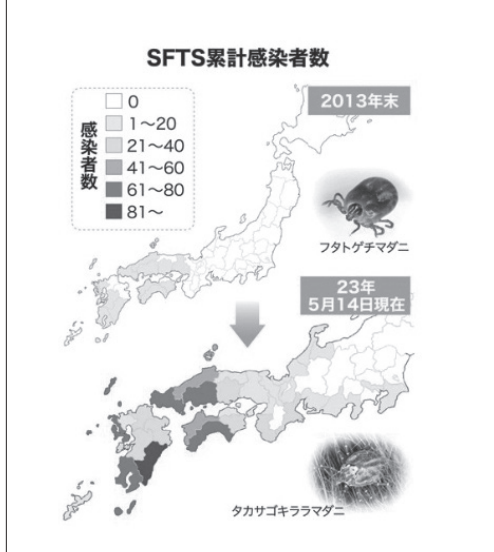 SFTS累計感染者数
感染者数
0
1〜20
21〜40
41〜60
61〜80
81〜
2013年末
フタトゲチマダニ
23年
5月14日現在
タカサゴキララマダニ